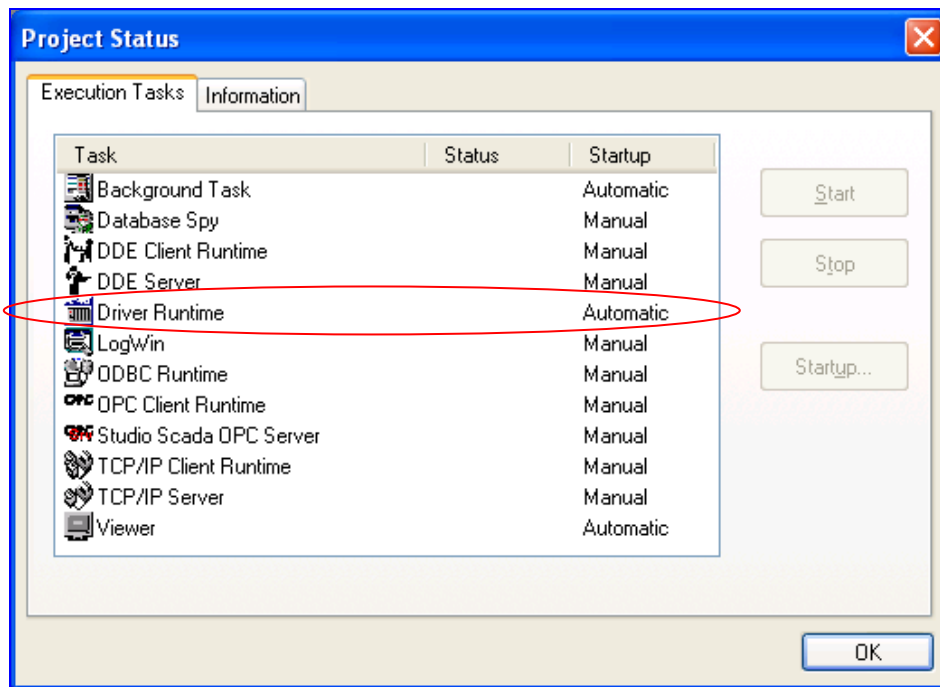 Project Status
Execution Tasks Information
Task Status Startup
Background Task Automatic
Database Spy Manual
DDE Client Runtime Manual
DDE Server Manual
Driver Runtime Automatic
LogWin Manual
ODBC Runtime Manual
OPC Client Runtime Manual
Studio Scada OPC Server Manual
TCP/IP Client Runtime Manual
TCP/IP Server Manual
Viewer Automatic
Start
Stop
Startup...
OK